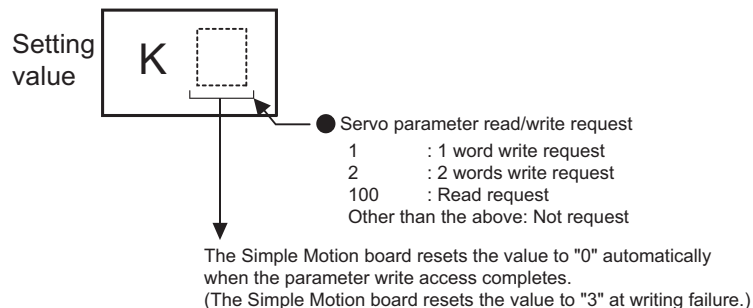 Setting
value
K
Servo parameter read/write request
1 : 1 word write request
2 : 2 words write request
100 : Read request
Other than the above: Not request
The Simple Motion board resets the value to "0" automatically
when the parameter write access completes.
(The Simple Motion board resets the value to "3" at writing failure.)